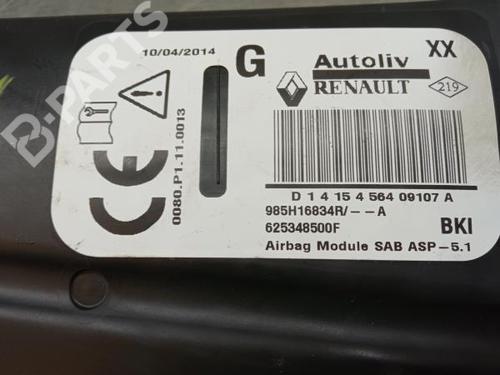 10/04/2014
G
Autoliv
XX
RENAULT
219
CE
0080.P1.11.0013
D 1 4 15 4 564 09107 A
985H16834R/--A
625348500F
BKI
Airbag Module SAB ASP-5.1
B-PARTS